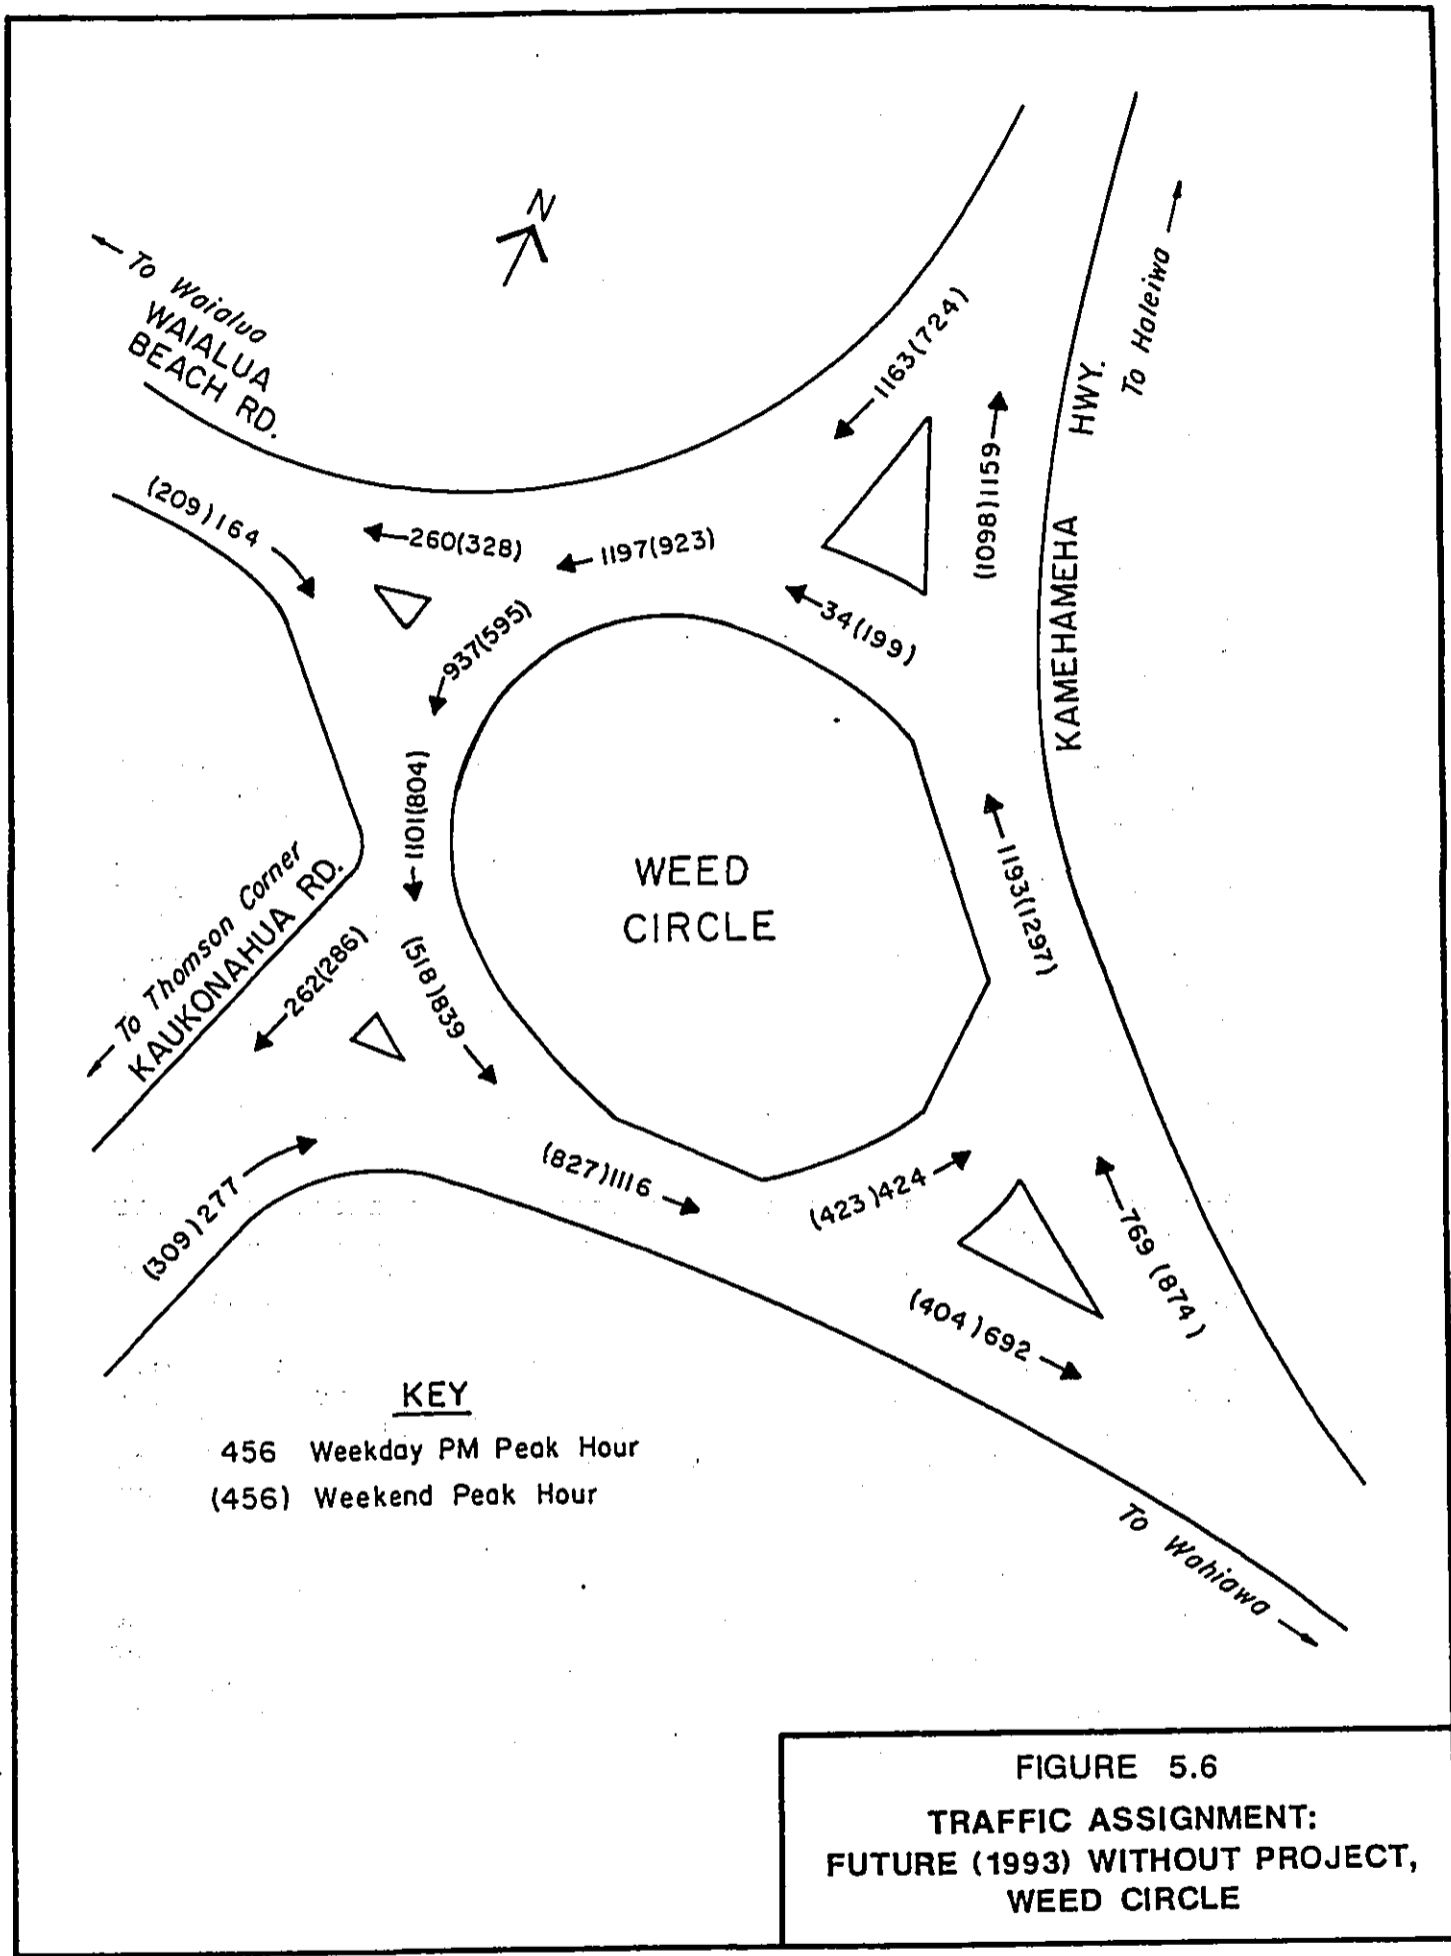 N
To Waialua
WAIALUA
BEACH RD.
To Haleiwa
KAMEHAMEHA HWY.
1163(724)
(1098)1159
(209)164
260(328)
1197(923)
34(199)
937(595)
1101(804)
WEED
CIRCLE
1193(1297)
To Thomson Corner
KAUKONAHUA RD.
262(286)
(518)839
(309)277
(827)1116
(423)424
769 (874)
(404)692
KEY
456 Weekday PM Peak Hour
(456) Weekend Peak Hour
To Wahiawa
FIGURE 5.6
TRAFFIC ASSIGNMENT:
FUTURE (1993) WITHOUT PROJECT,
WEED CIRCLE